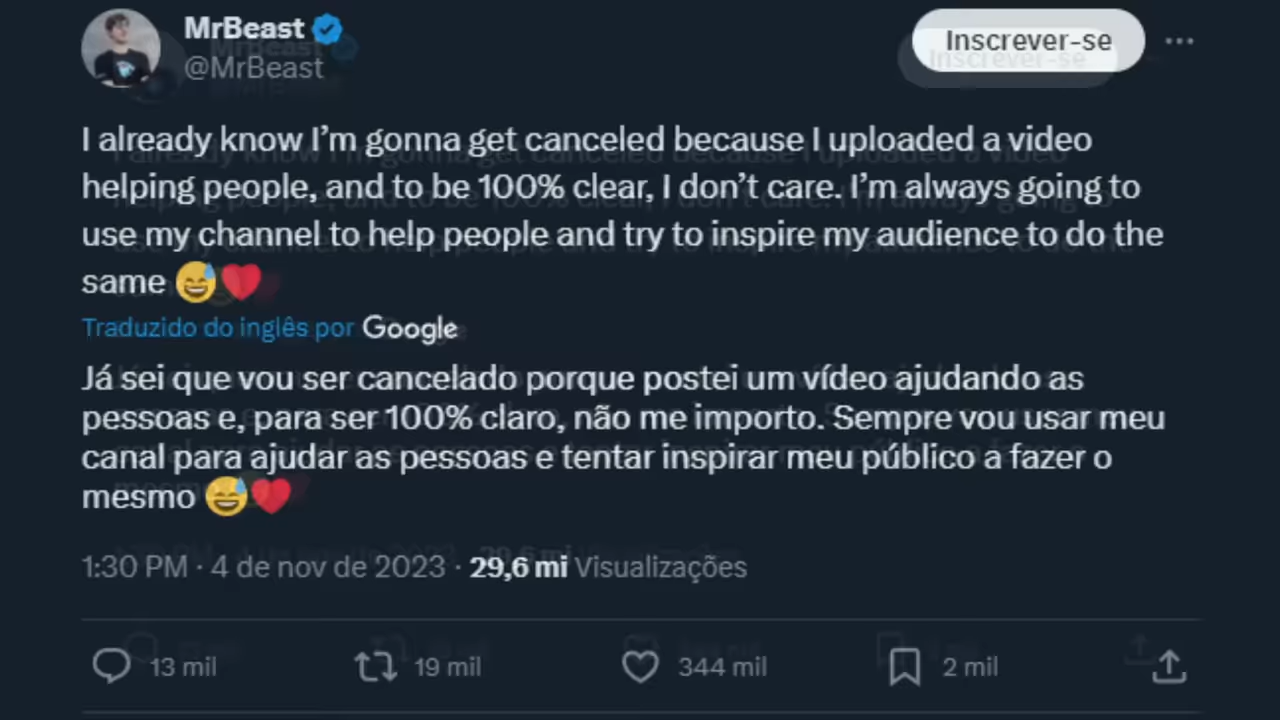 MrBeast
@MrBeast
Inscrever-se
I already know I’m gonna get canceled because I uploaded a video
helping people, and to be 100% clear, I don’t care. I’m always going to
use my channel to help people and try to inspire my audience to do the
same 😅❤️
Traduzido do inglês por Google
Já sei que vou ser cancelado porque postei um vídeo ajudando as
pessoas e, para ser 100% claro, não me importo. Sempre vou usar meu
canal para ajudar as pessoas e tentar inspirar meu público a fazer o
mesmo 😅❤️
1:30 PM · 4 de nov de 2023 · 29,6 mi Visualizações
13 mil 19 mil 344 mil 2 mil